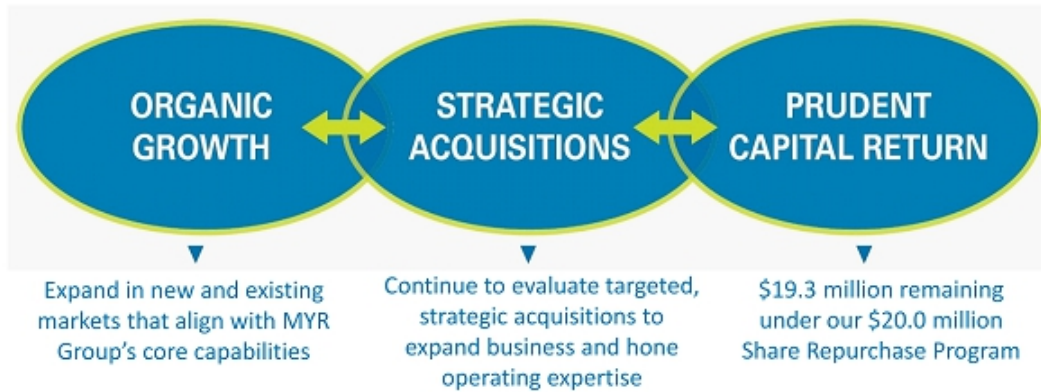 ORGANIC
GROWTH
STRATEGIC
ACQUISITIONS
PRUDENT
CAPITAL RETURN
Expand in new and existing
markets that align with MYR
Group's core capabilities
Continue to evaluate targeted,
strategic acquisitions to
expand business and hone
operating expertise
$19.3 million remaining
under our $20.0 million
Share Repurchase Program